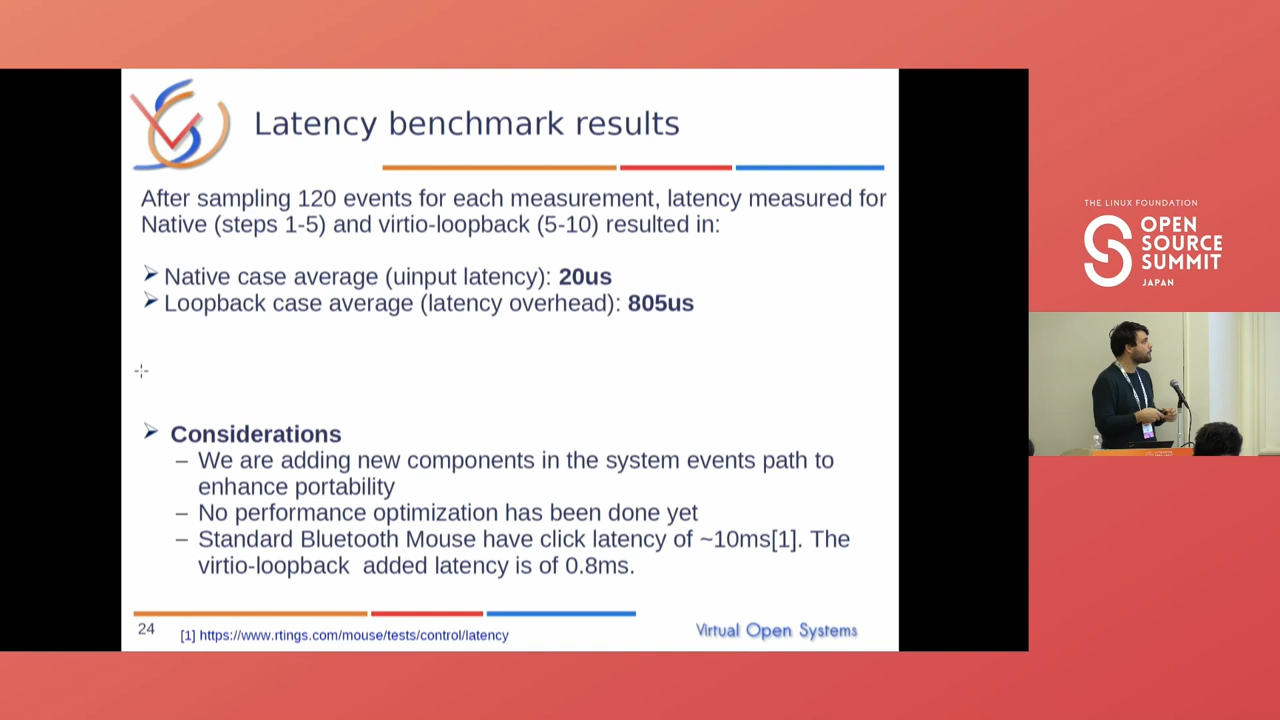 Latency benchmark results
After sampling 120 events for each measurement, latency measured for
Native (steps 1-5) and virtio-loopback (5-10) resulted in:
Native case average (uinput latency): 20us
Loopback case average (latency overhead): 805us
Considerations
– We are adding new components in the system events path to
enhance portability
– No performance optimization has been done yet
– Standard Bluetooth Mouse have click latency of ~10ms[1]. The
virtio-loopback added latency is of 0.8ms.
24
[1] https://www.rtings.com/mouse/tests/control/latency
Virtual Open Systems
THE LINUX FOUNDATION
OPEN
SOURCE
SUMMIT
JAPAN